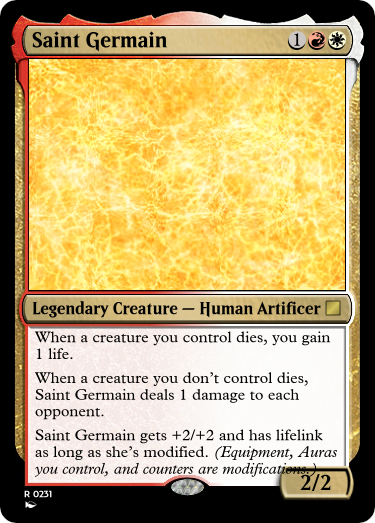 Saint Germain 1
Legendary Creature — Human Artificer
When a creature you control dies, you gain
1 life.
When a creature you don't control dies,
Saint Germain deals 1 damage to each
opponent.
Saint Germain gets +2/+2 and has lifelink
as long as she's modified. (Equipment, Auras
you control, and counters are modifications.)
2/2
R 0231